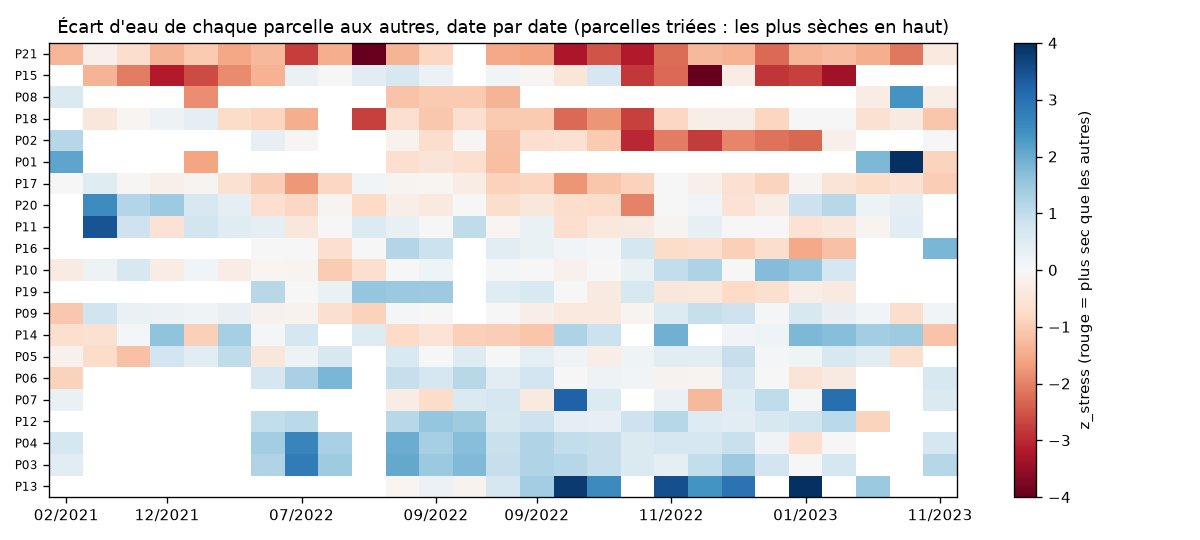 Écart d'eau de chaque parcelle aux autres, date par date (parcelles triées : les plus sèches en haut)
P21
P15
P08
P18
P02
P01
P17
P20
P11
P16
P10
P19
P09
P14
P05
P06
P07
P12
P04
P03
P13
02/2021 12/2021 07/2022 09/2022 09/2022 11/2022 01/2023 11/2023
4
3
2
1
0
−1
−2
−3
−4
z_stress (rouge = plus sec que les autres)